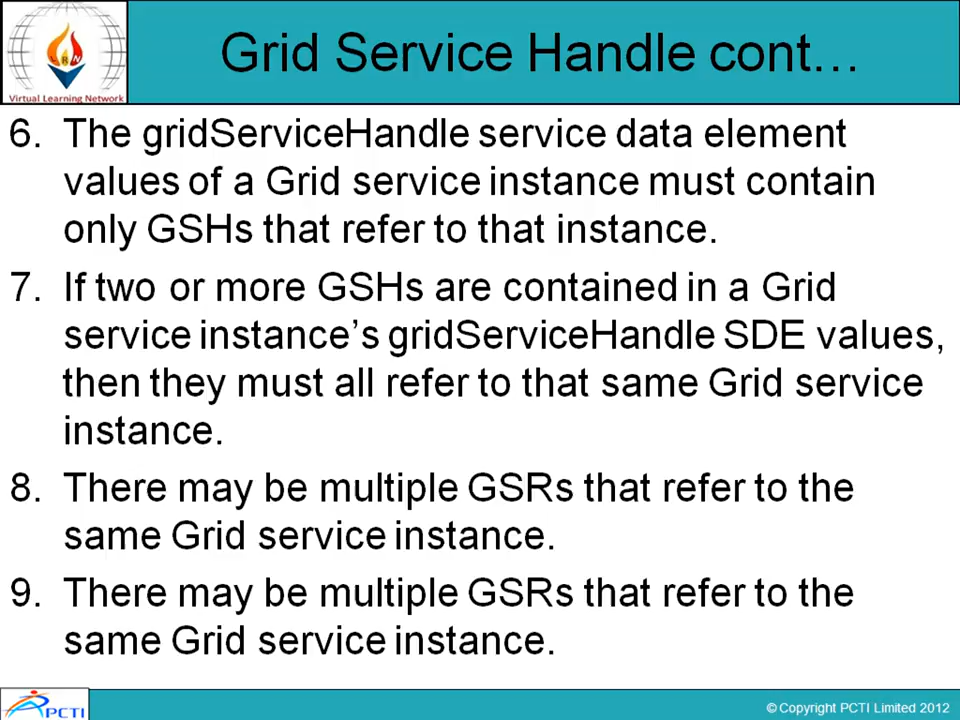 Grid Service Handle cont...
RN
Virtual Learning Network
6. The gridServiceHandle service data element
values of a Grid service instance must contain
only GSHs that refer to that instance.
7. If two or more GSHs are contained in a Grid
service instance’s gridServiceHandle SDE values,
then they must all refer to that same Grid service
instance.
8. There may be multiple GSRs that refer to the
same Grid service instance.
9. There may be multiple GSRs that refer to the
same Grid service instance.
PCTI
© Copyright PCTI Limited 2012